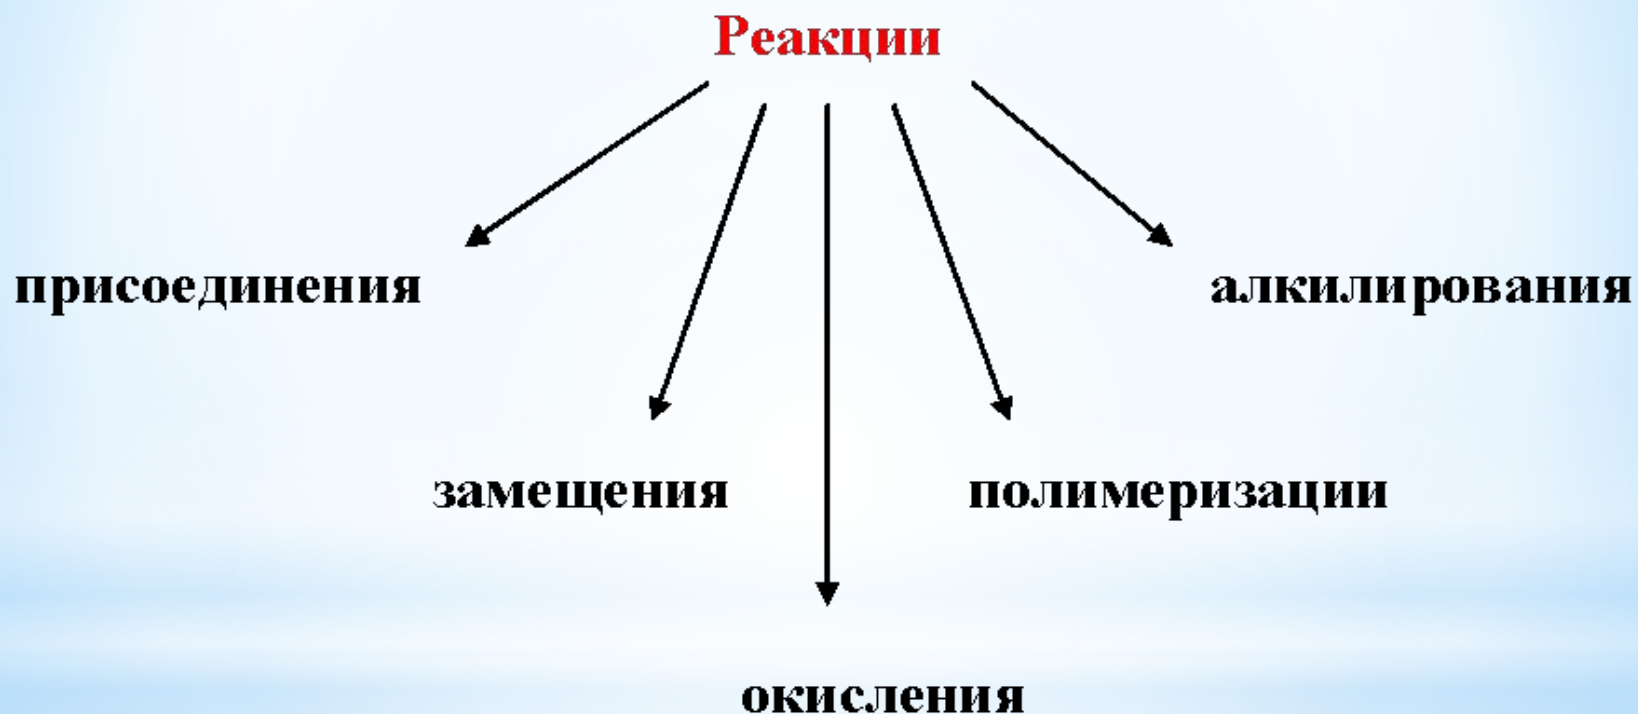 Реакции
присоединения
алкилирования
замещения
полимеризации
окисления